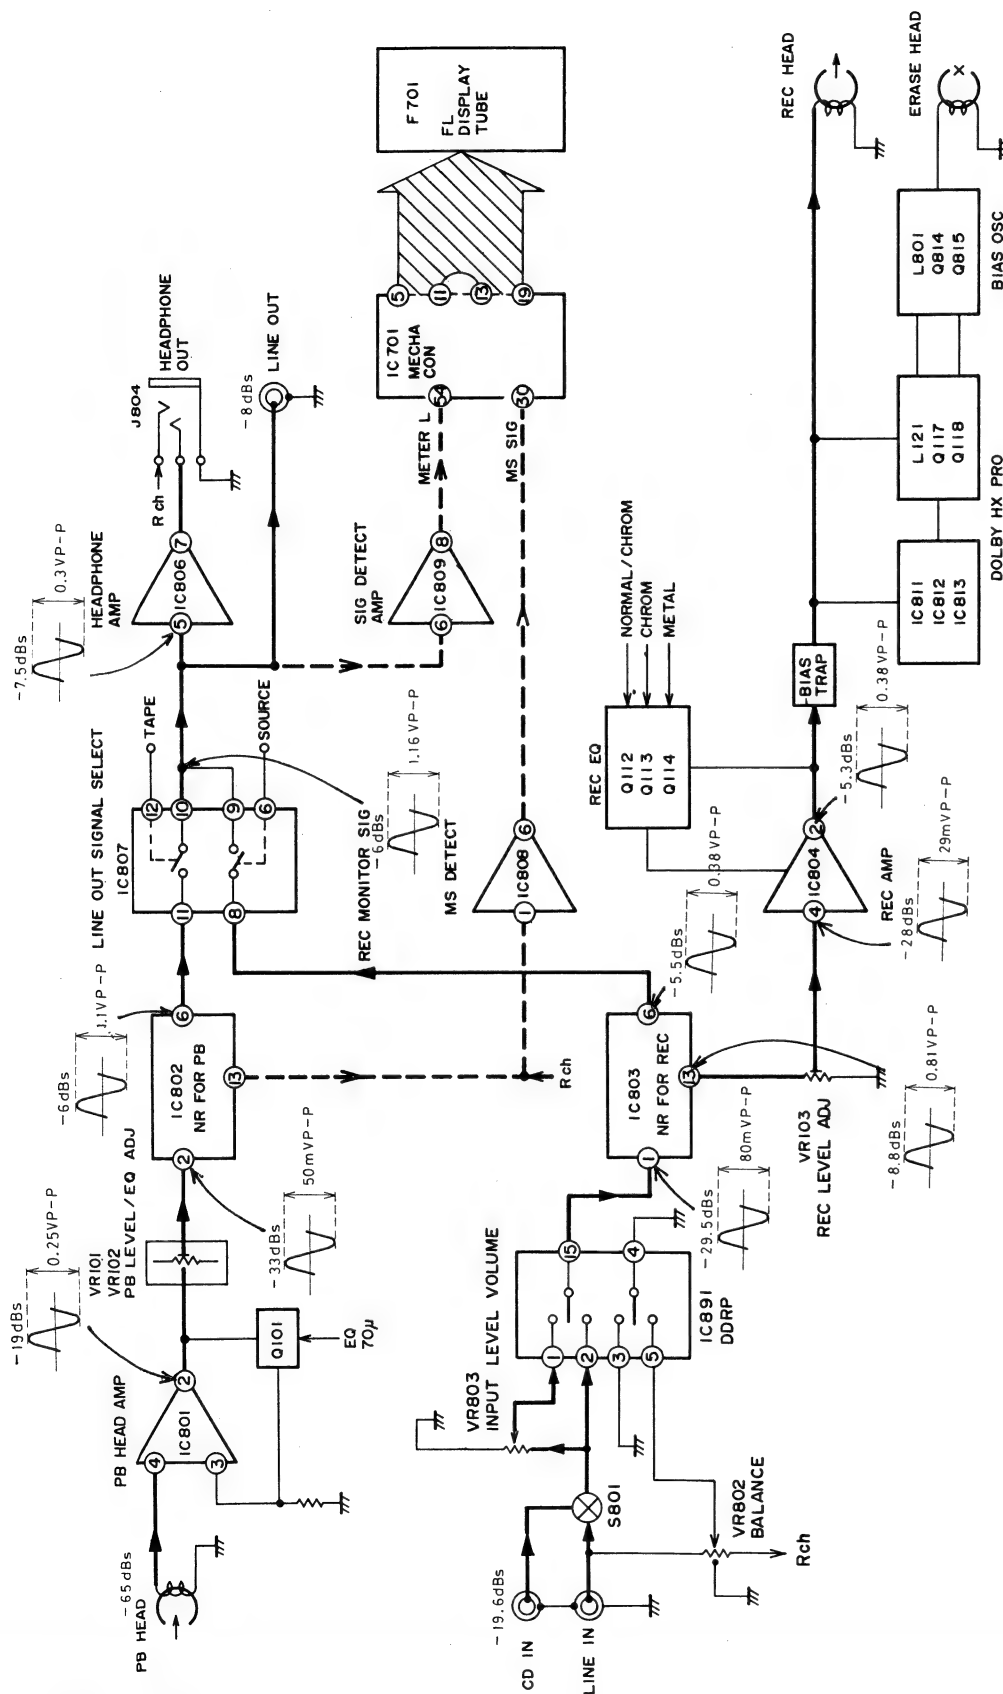 PB HEAD
-65dBs
PB HEAD AMP
4
3
IC801
2
-19dBs
0.25VP-P
Q101
EQ
70μ
VR101
VR102
PB LEVEL/EQ ADJ
-33dBs
50mVP-P
2
IC802
NR FOR PB
6
13
-6dBs
1.1VP-P
LINE OUT SIGNAL SELECT
IC807
11
8
12
10
9
6
TAPE
SOURCE
REC MONITOR SIG
-6dBs
1.16VP-P
-7.5dBs
0.3VP-P
HEADPHONE
AMP
5
IC806
7
J804
HEADPHONE
OUT
Rch
LINE OUT
-8dBs
SIG DETECT
AMP
6
IC809
8
METER L
MS DETECT
1
IC808
6
MS SIG
Rch
54
30
IC701
MECHA
CON
5
11
13
19
F701
FL
DISPLAY
TUBE
CD IN
-19.6dBs
LINE IN
S801
VR803
INPUT LEVEL VOLUME
VR802
BALANCE
Rch
1
2
3
5
15
4
IC891
DDRP
-29.5dBs
80mVP-P
1
IC803
NR FOR REC
6
13
-5.5dBs
0.38VP-P
VR103
REC LEVEL ADJ
-8.8dBs
0.81VP-P
4
IC804
2
REC AMP
-28dBs
29mVP-P
-5.3dBs
0.38VP-P
REC EQ
Q112
Q113
Q114
NORMAL/CHROM
CHROM
METAL
BIAS
TRAP
IC811
IC812
IC813
L121
Q117
Q118
DOLBY HX PRO
L801
Q814
Q815
BIAS OSC
REC HEAD
ERASE HEAD